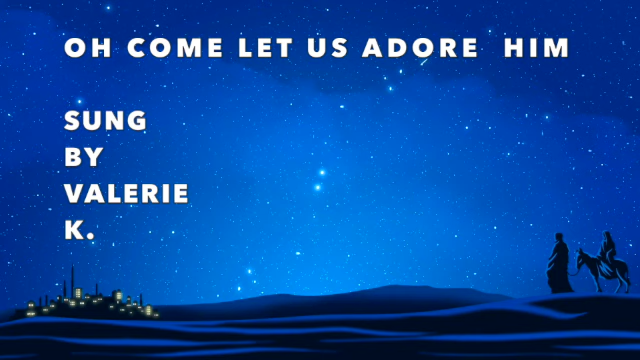 OH COME LET US ADORE HIM
SUNG
BY
VALERIE
K.